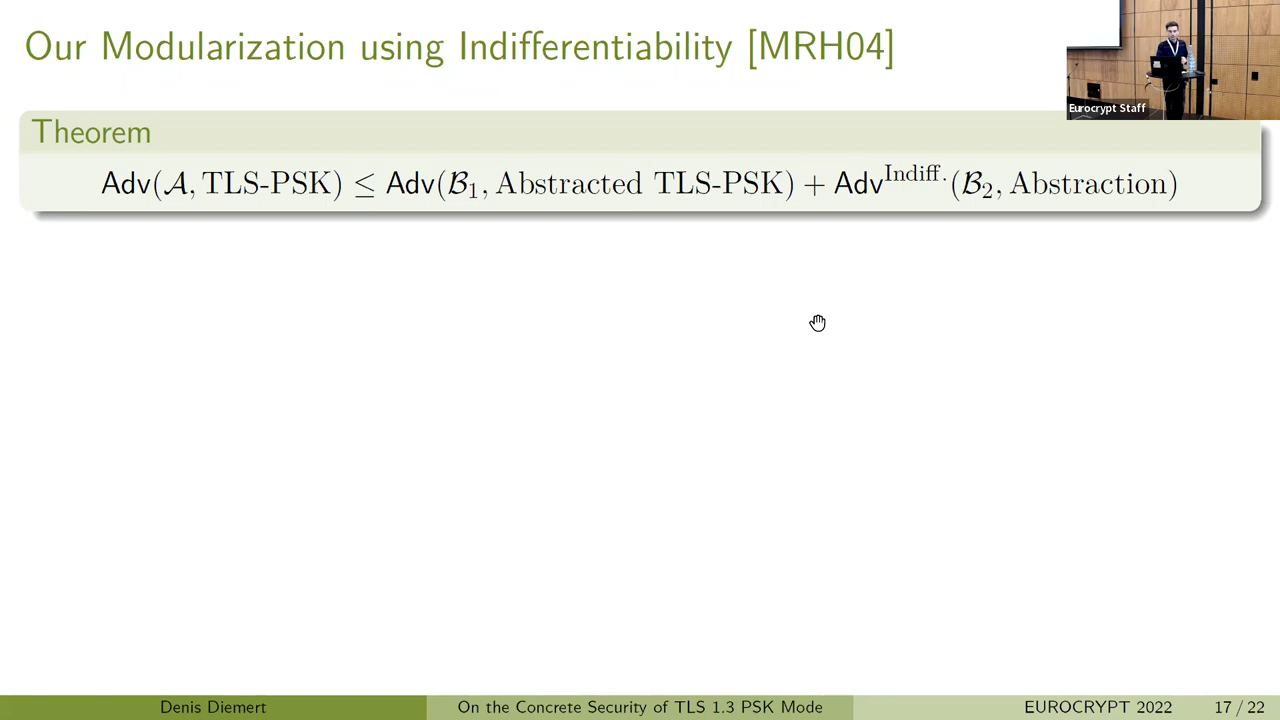 Our Modularization using Indifferentiability [MRH04]
Eurocrypt Staff
Theorem
Adv(𝒜, TLS-PSK) ≤ Adv(ℬ₁, Abstracted TLS-PSK) + Adv^Indiff.(ℬ₂, Abstraction)
Denis Diemert On the Concrete Security of TLS 1.3 PSK Mode EUROCRYPT 2022 17 / 22